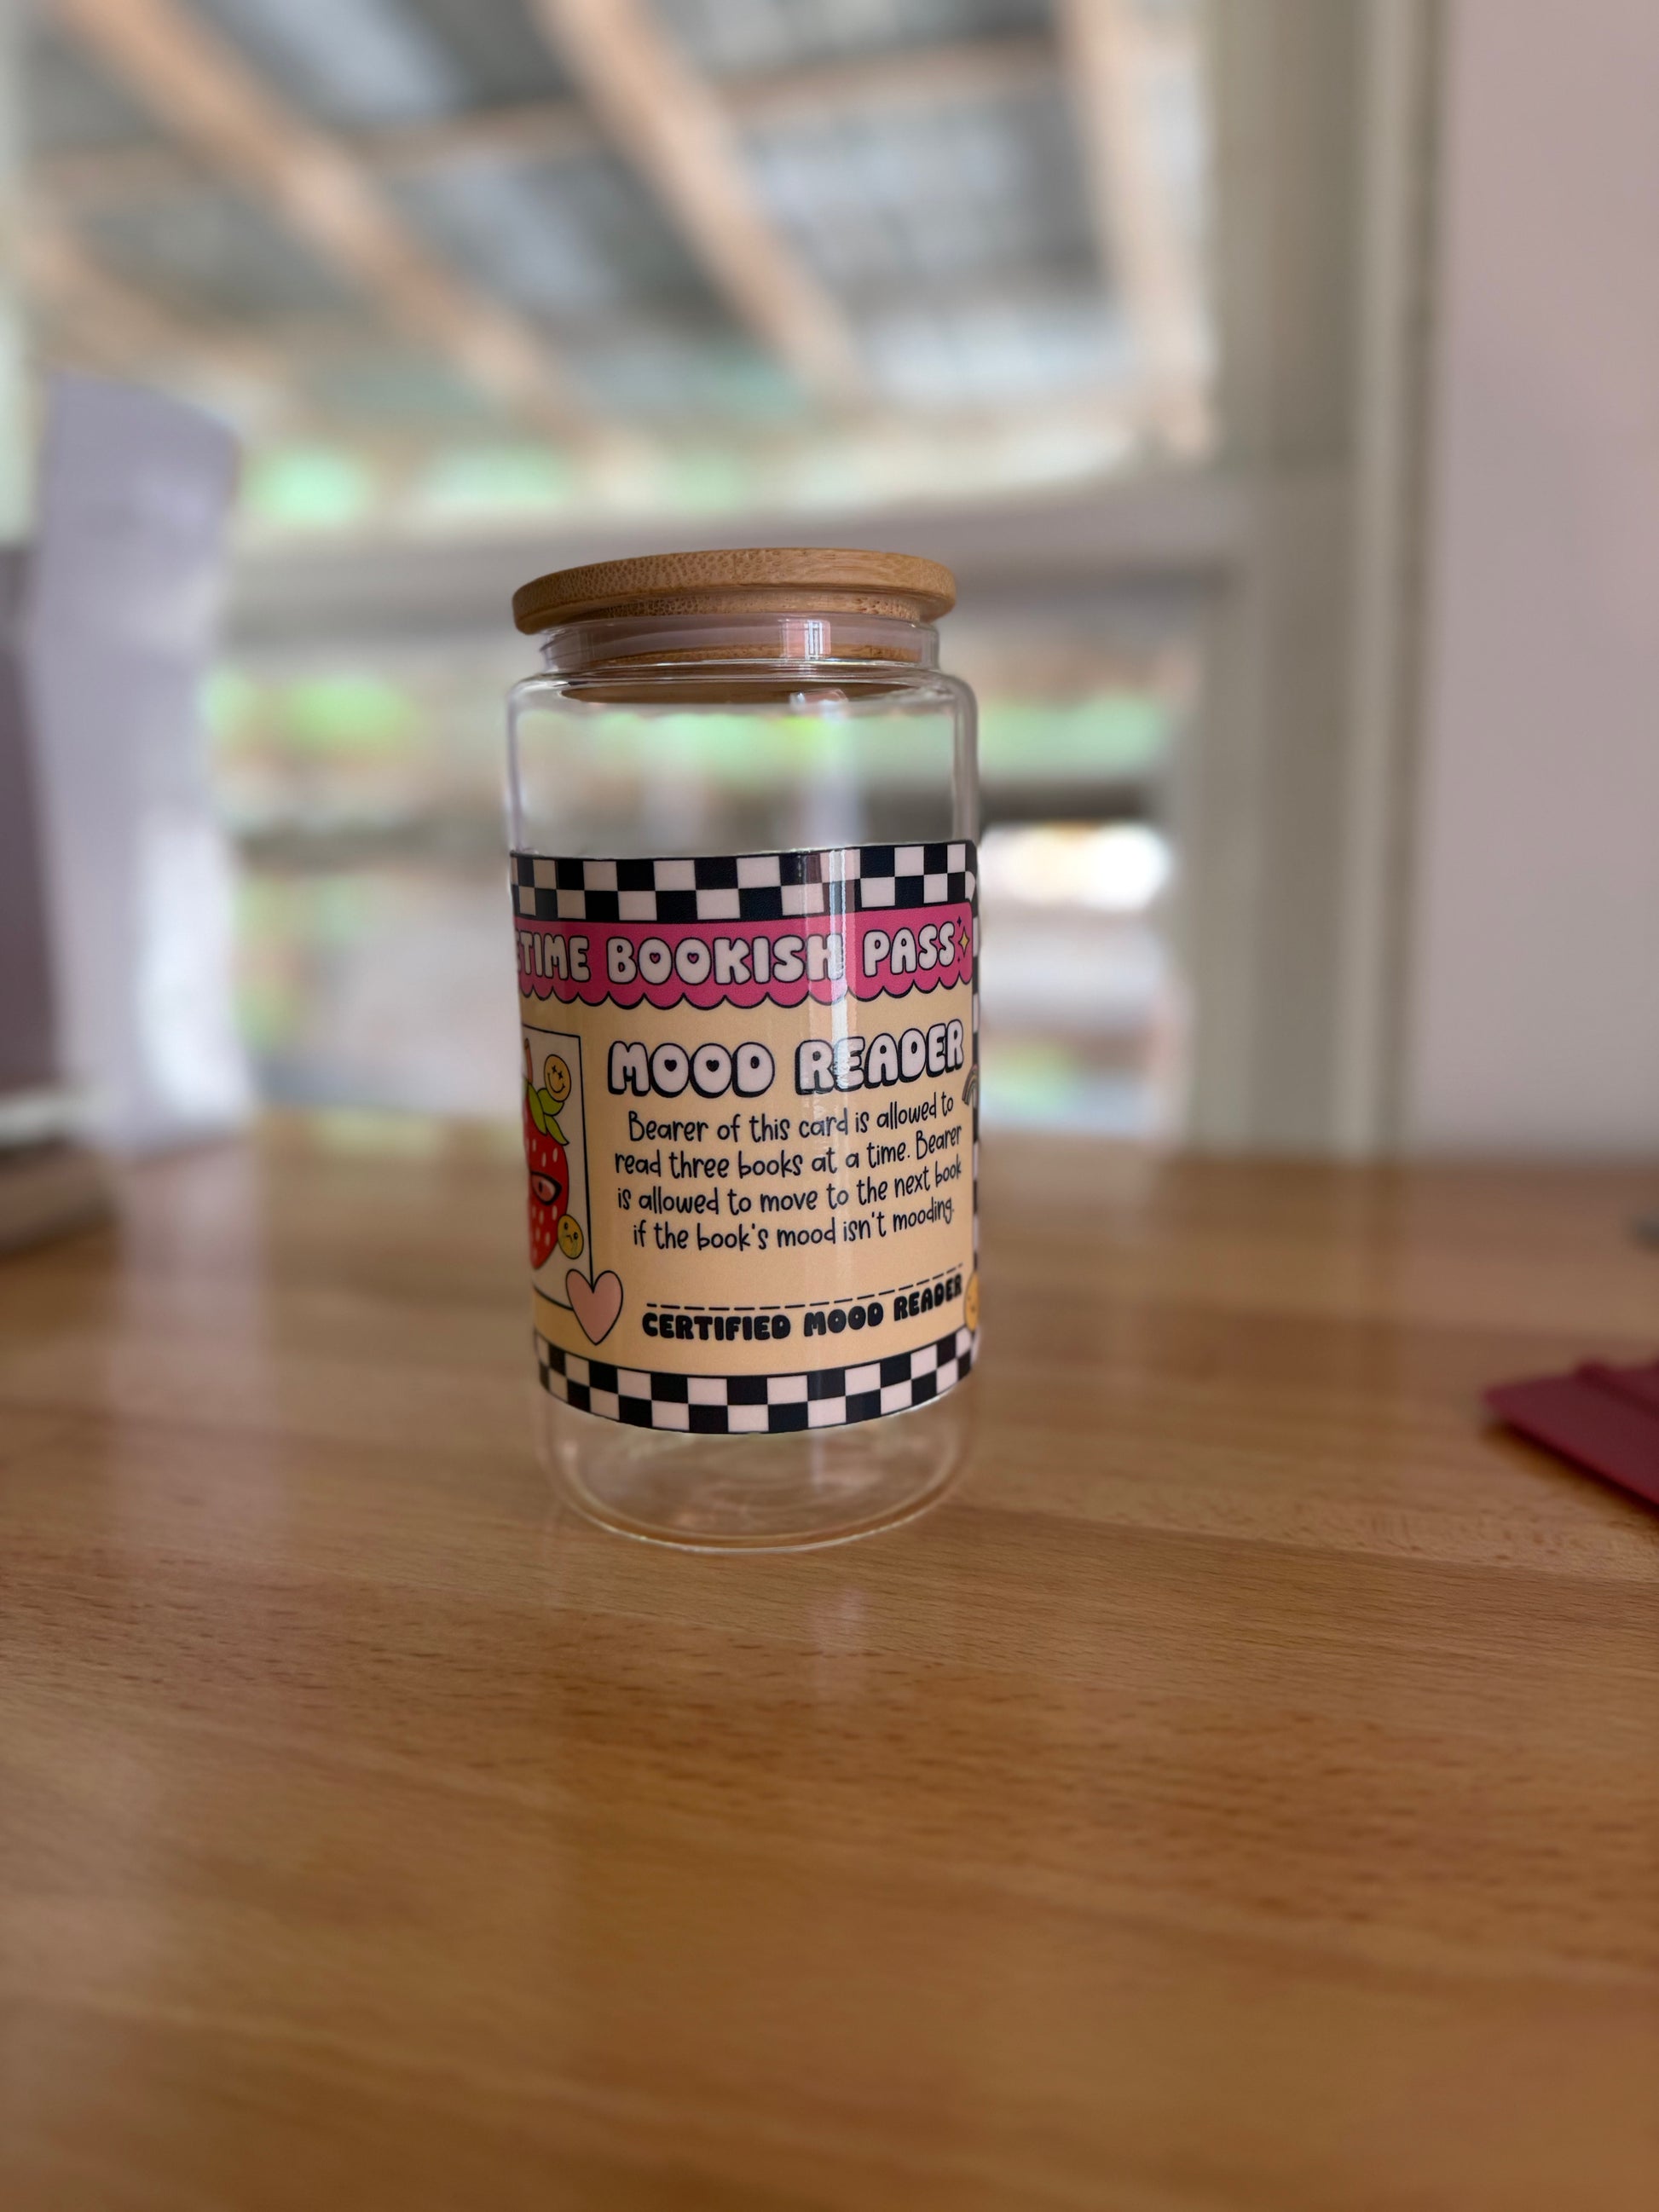 TIME BOOKISH PASS
MOOD READER
Bearer of this card is allowed to
read three books at a time. Bearer
is allowed to move to the next book
if the book's mood isn't mooding.
CERTIFIED MOOD READER